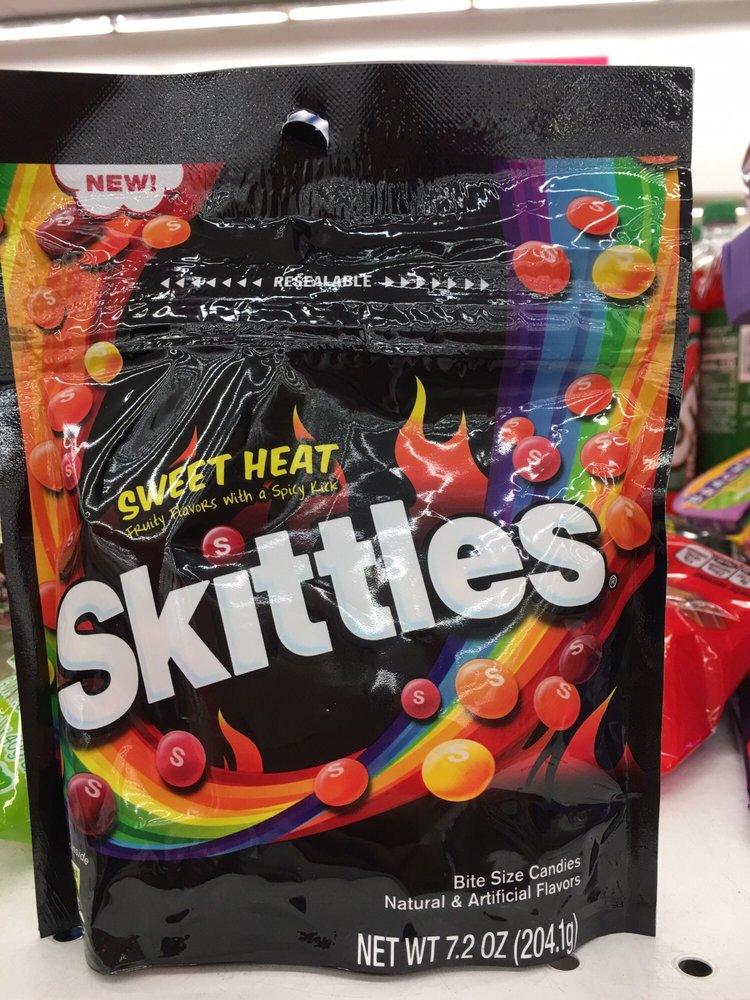 NEW!
RESEALABLE
SWEET HEAT
Fruity Flavors with a Spicy Kick
Skittles®
Bite Size Candies
Natural & Artificial Flavors
NET WT 7.2 OZ (204.1g)